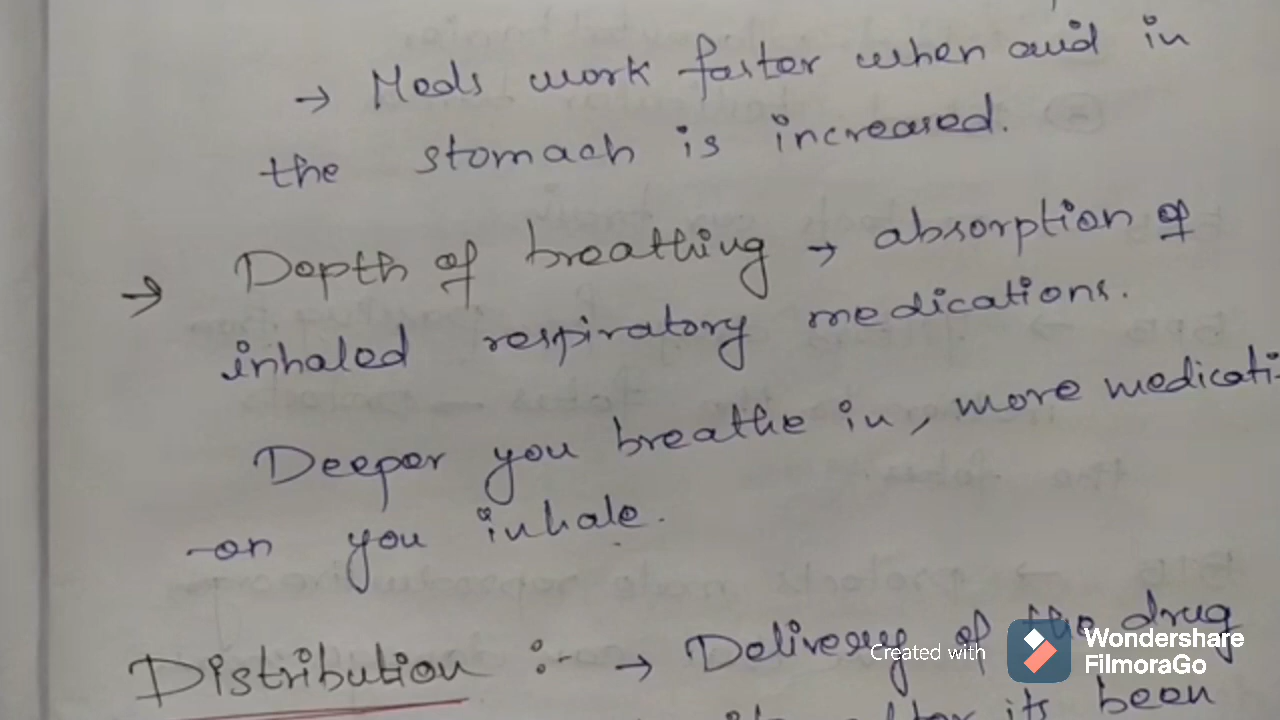 → Meds work faster when acid in
the stomach is increased.
→ Depth of breathing → absorption of
inhaled respiratory medications.
Deeper you breathe in, more medicati-
-on you inhale.
Distribution :- → Delivery of the drug
its been
Created with Wondershare FilmoraGo